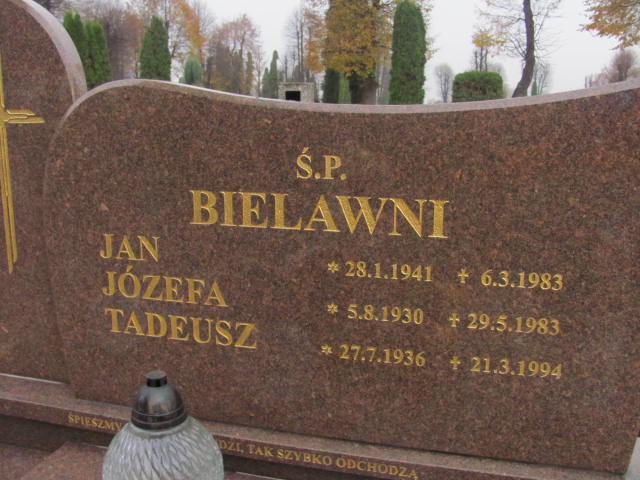 Ś.P.
BIELAWNI
JAN * 28.1.1941 ✝ 6.3.1983
JÓZEFA * 5.8.1930 ✝ 29.5.1983
TADEUSZ * 27.7.1936 ✝ 21.3.1994
ŚPIESZMY TAK SZYBKO ODCHODZĄ